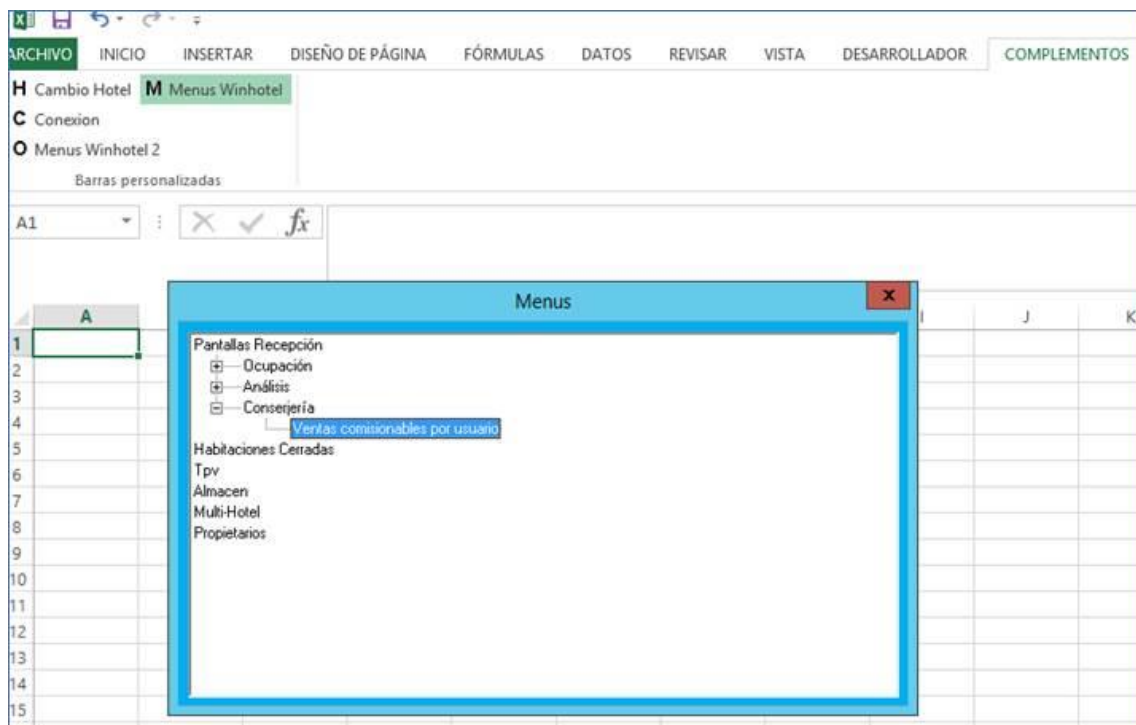 ARCHIVO INICIO INSERTAR DISEÑO DE PÁGINA FÓRMULAS DATOS REVISAR VISTA DESARROLLADOR COMPLEMENTOS
H Cambio Hotel M Menus Winhotel
C Conexion
O Menus Winhotel 2
Barras personalizadas
A1 fx
Menus x
A I J K
1
2
3
4
5
6
7
8
9
10
11
12
13
14
15
Pantallas Recepción
Ocupación
Análisis
Conserjería
Ventas comisionables por usuario
Habitaciones Cerradas
Tpv
Almacen
Multi-Hotel
Propietarios